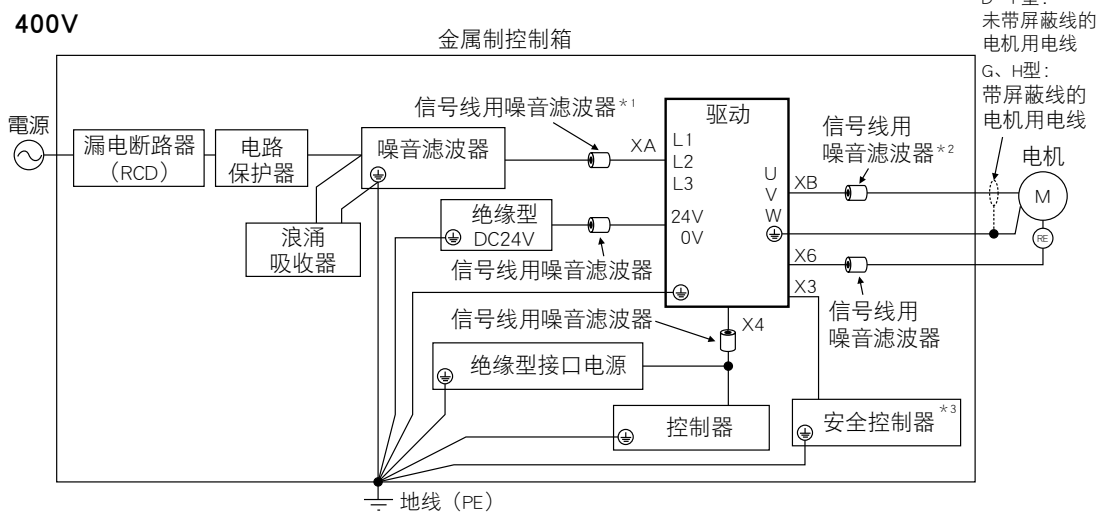 400V
金属制控制箱
D～F型：
未带屏蔽线的
电机用电线
G、H型：
带屏蔽线的
电机用电线
電源
漏电断路器
（RCD）
电路
保护器
噪音滤波器
浪涌
吸收器
信号线用噪音滤波器*1
XA
驱动
L1
L2
L3
24V
0V
U
V
W
XB
信号线用
噪音滤波器*2
电机
M
RE
绝缘型
DC24V
信号线用噪音滤波器
X6
X3
信号线用
噪音滤波器
信号线用噪音滤波器
X4
绝缘型接口电源
控制器
安全控制器*3
地线（PE）